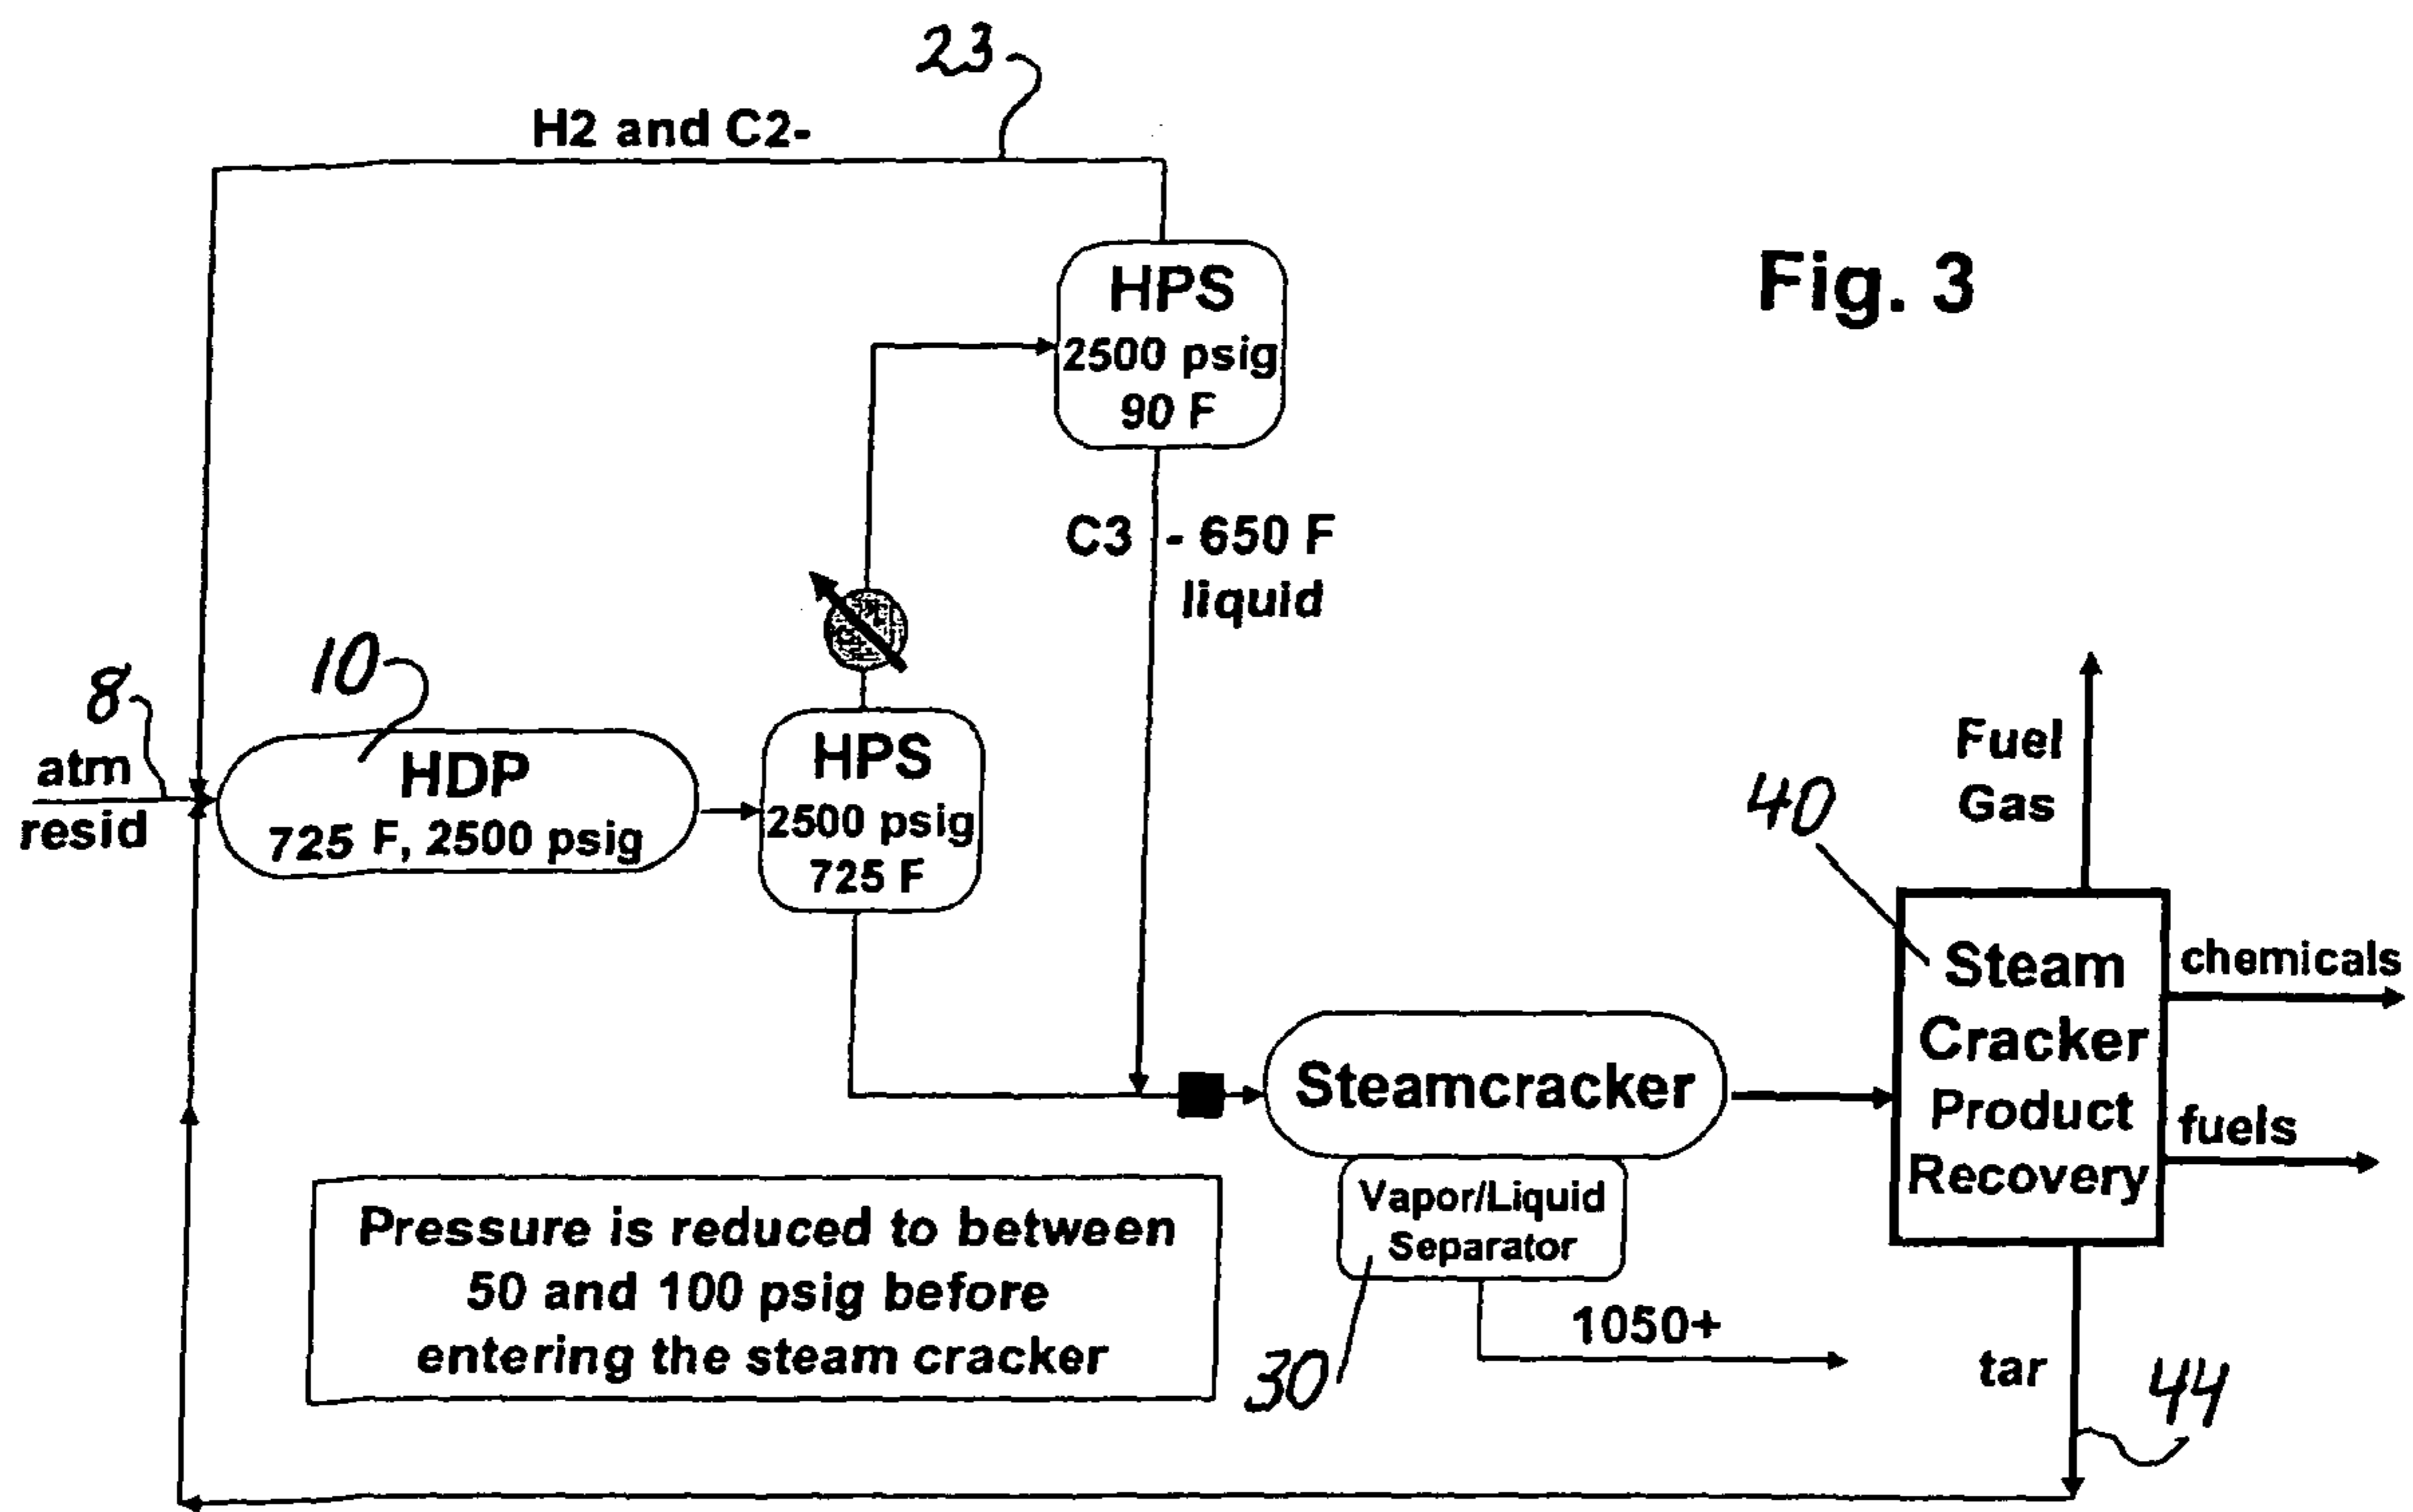 23
H2 and C2-
HPS
2500 psig
90 F
Fig. 3
C3 - 650 F
liquid
10
8
atm
resid
HDP
725 F, 2500 psig
HPS
2500 psig
725 F
Fuel
Gas
40
Steam
Cracker
Product
Recovery
chemicals
fuels
Steamcracker
Vapor/Liquid
Separator
30
1050+
tar
44
Pressure is reduced to between
50 and 100 psig before
entering the steam cracker